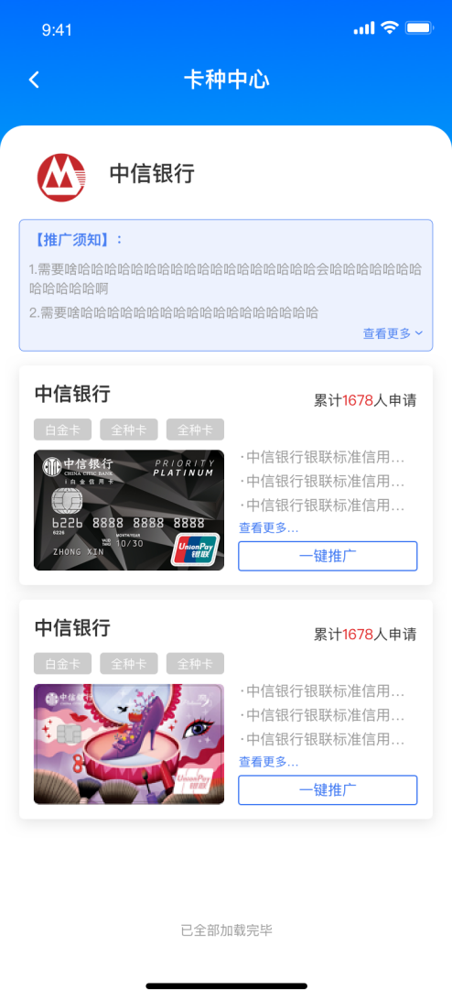 9:41
卡种中心
中信银行
【推广须知】：
1.需要啥哈哈哈哈哈哈哈哈哈哈哈哈哈哈哈哈哈哈会哈哈哈哈哈哈哈
哈哈哈哈哈啊
2.需要啥哈哈哈哈哈哈哈哈哈哈哈哈哈哈哈哈哈哈
查看更多
中信银行
累计1678人申请
白金卡 全种卡 全种卡
中信银行
CHINA CITIC BANK
i白金信用卡
PRIORITY
PLATINUM
6226 8888 8888 8888
6226
MONTH/YEAR
VALID THRU 10/30
ZHONG XIN
UnionPay
银联
·中信银行银联标准信用...
·中信银行银联标准信用...
·中信银行银联标准信用...
查看更多...
一键推广
中信银行
累计1678人申请
白金卡 全种卡 全种卡
中信银行
UnionPay
银联
·中信银行银联标准信用...
·中信银行银联标准信用...
·中信银行银联标准信用...
查看更多...
一键推广
已全部加载完毕